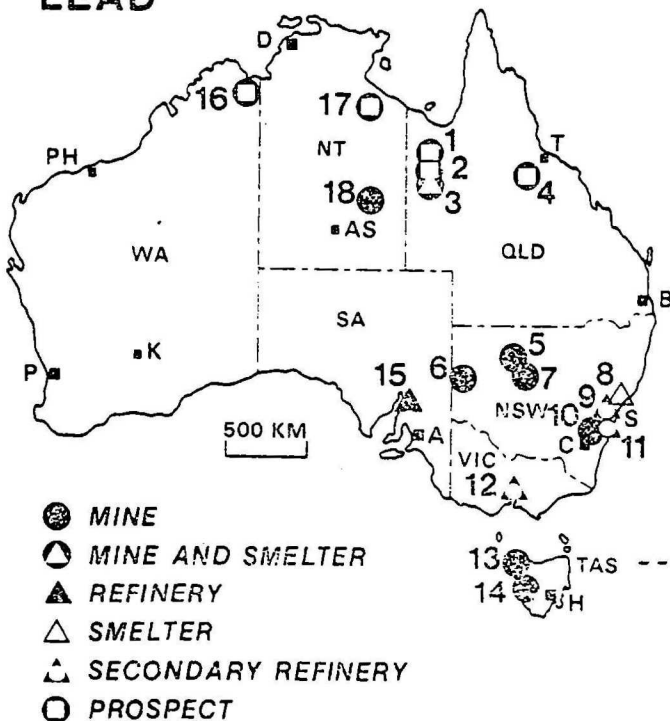 LEAD
D
16
17
1
T
PH
NT
2
3
4
18
AS
WA
QLD
B
SA
5
K
6
7
8
P
15
9
NSW
S
10
500 KM
A
C
11
VIC
12
MINE
13
TAS
MINE AND SMELTER
14
H
REFINERY
SMELTER
SECONDARY REFINERY
PROSPECT